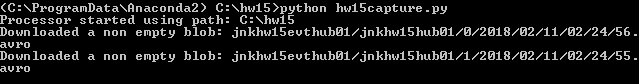 (C:\ProgramData\Anaconda2) C:\hw15>python hw15capture.py
Processor started using path: C:\hw15
Downloaded a non empty blob: jnkhw15evthub01/jnkhw15hub01/0/2018/02/11/02/24/56.
avro
Downloaded a non empty blob: jnkhw15evthub01/jnkhw15hub01/1/2018/02/11/02/24/55.
avro